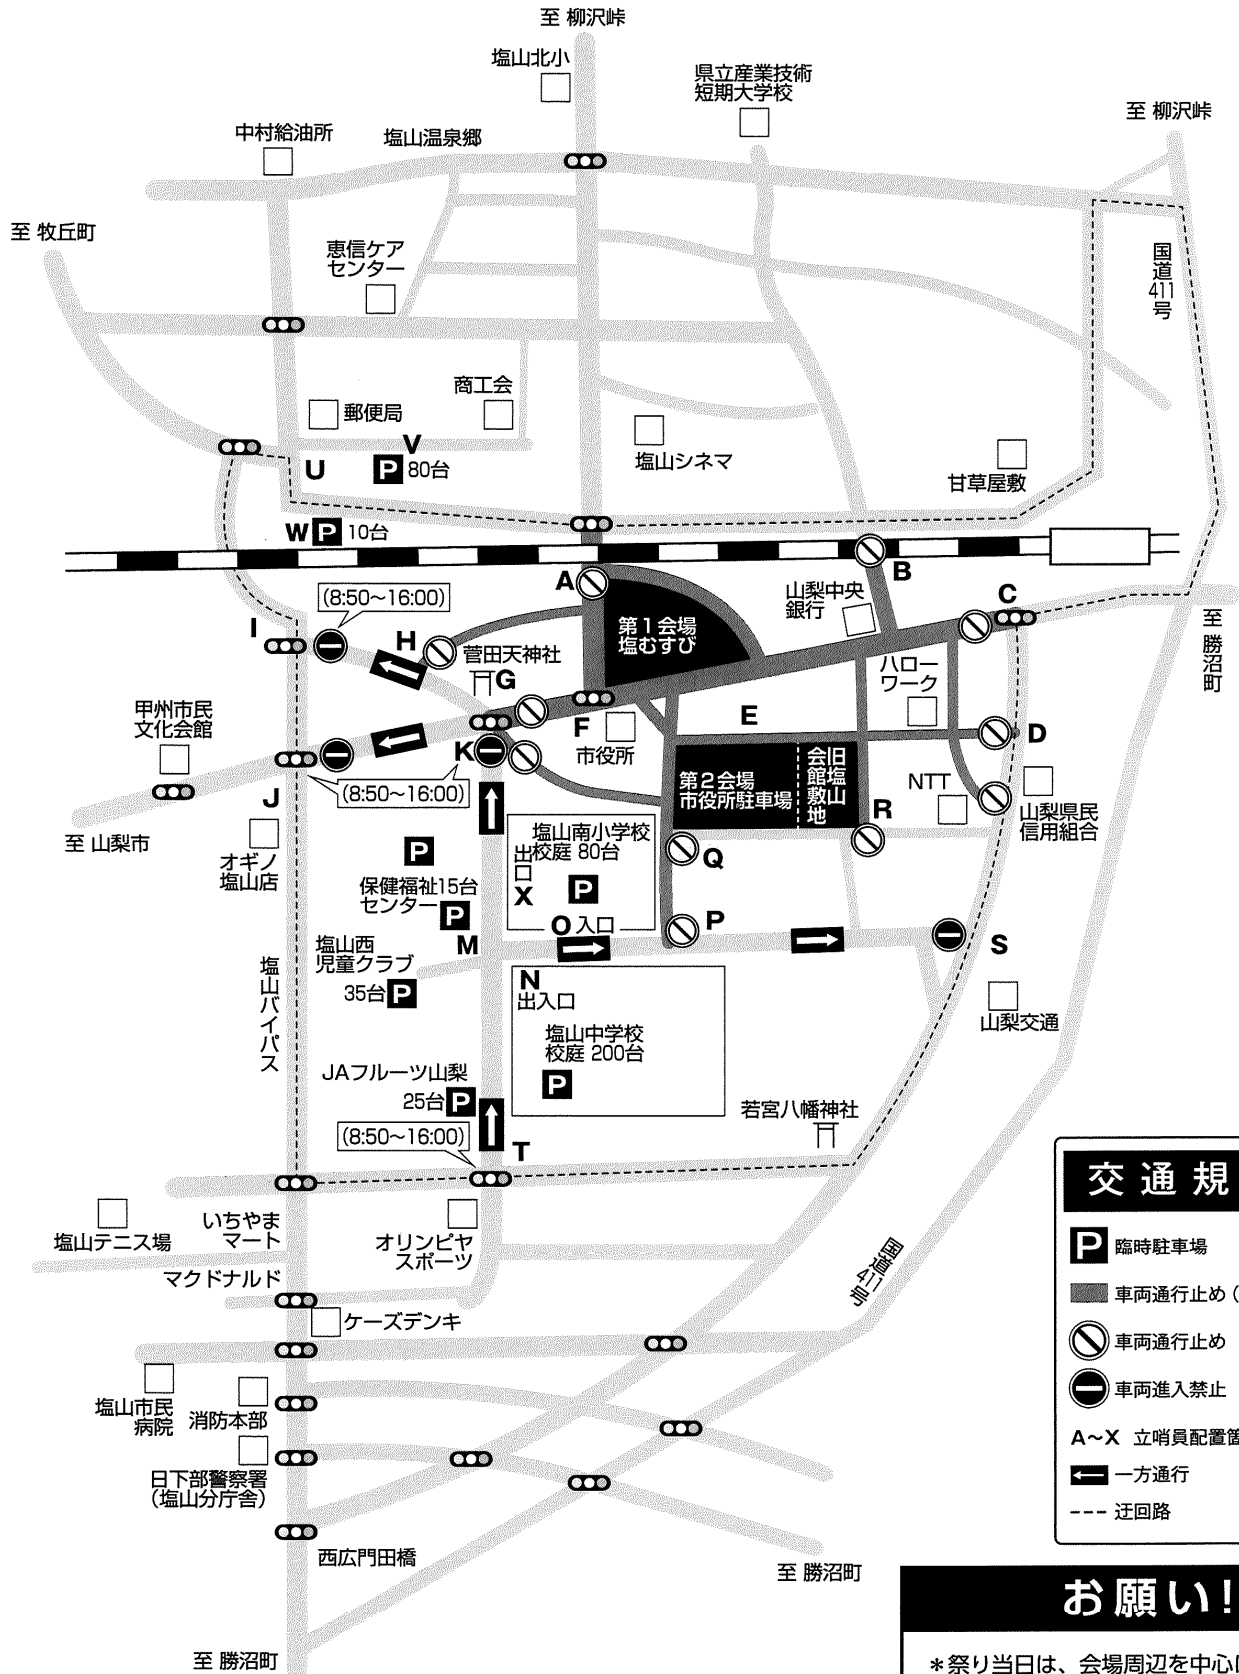 至 柳沢峠
塩山北小
県立産業技術
短期大学校
至 柳沢峠
中村給油所
塩山温泉郷
至 牧丘町
恵信ケア
センター
国道411号
商工会
郵便局
V
U
P 80台
塩山シネマ
甘草屋敷
W P 10台
A
B
(8:50〜16:00)
山梨中央
銀行
C
I
H
第1会場
塩むすび
至 勝沼町
菅田天神社
G
ハロー
ワーク
甲州市民
文化会館
F
E
市役所
D
K
J
(8:50〜16:00)
第2会場
市役所駐車場
旧塩山
会館敷地
NTT
山梨県民
信用組合
R
至 山梨市
オギノ
塩山店
P
塩山南小学校
校庭 80台
出口
X
P
Q
保健福祉15台
センター P
O 入口
P
M
塩山西
児童クラブ
35台 P
S
N
出入口
塩山バイパス
山梨交通
塩山中学校
校庭 200台
P
JAフルーツ山梨
25台 P
若宮八幡神社
(8:50〜16:00)
T
塩山テニス場
いちやま
マート
オリンピヤ
スポーツ
マクドナルド
国道411号
ケーズデンキ
塩山市民
病院
消防本部
日下部警察署
(塩山分庁舎)
西広門田橋
至 勝沼町
至 勝沼町
交通規
P 臨時駐車場
車両通行止め(
車両通行止め
車両進入禁止
A〜X 立哨員配置箇
一方通行
迂回路
お願い!
*祭り当日は、会場周辺を中心に